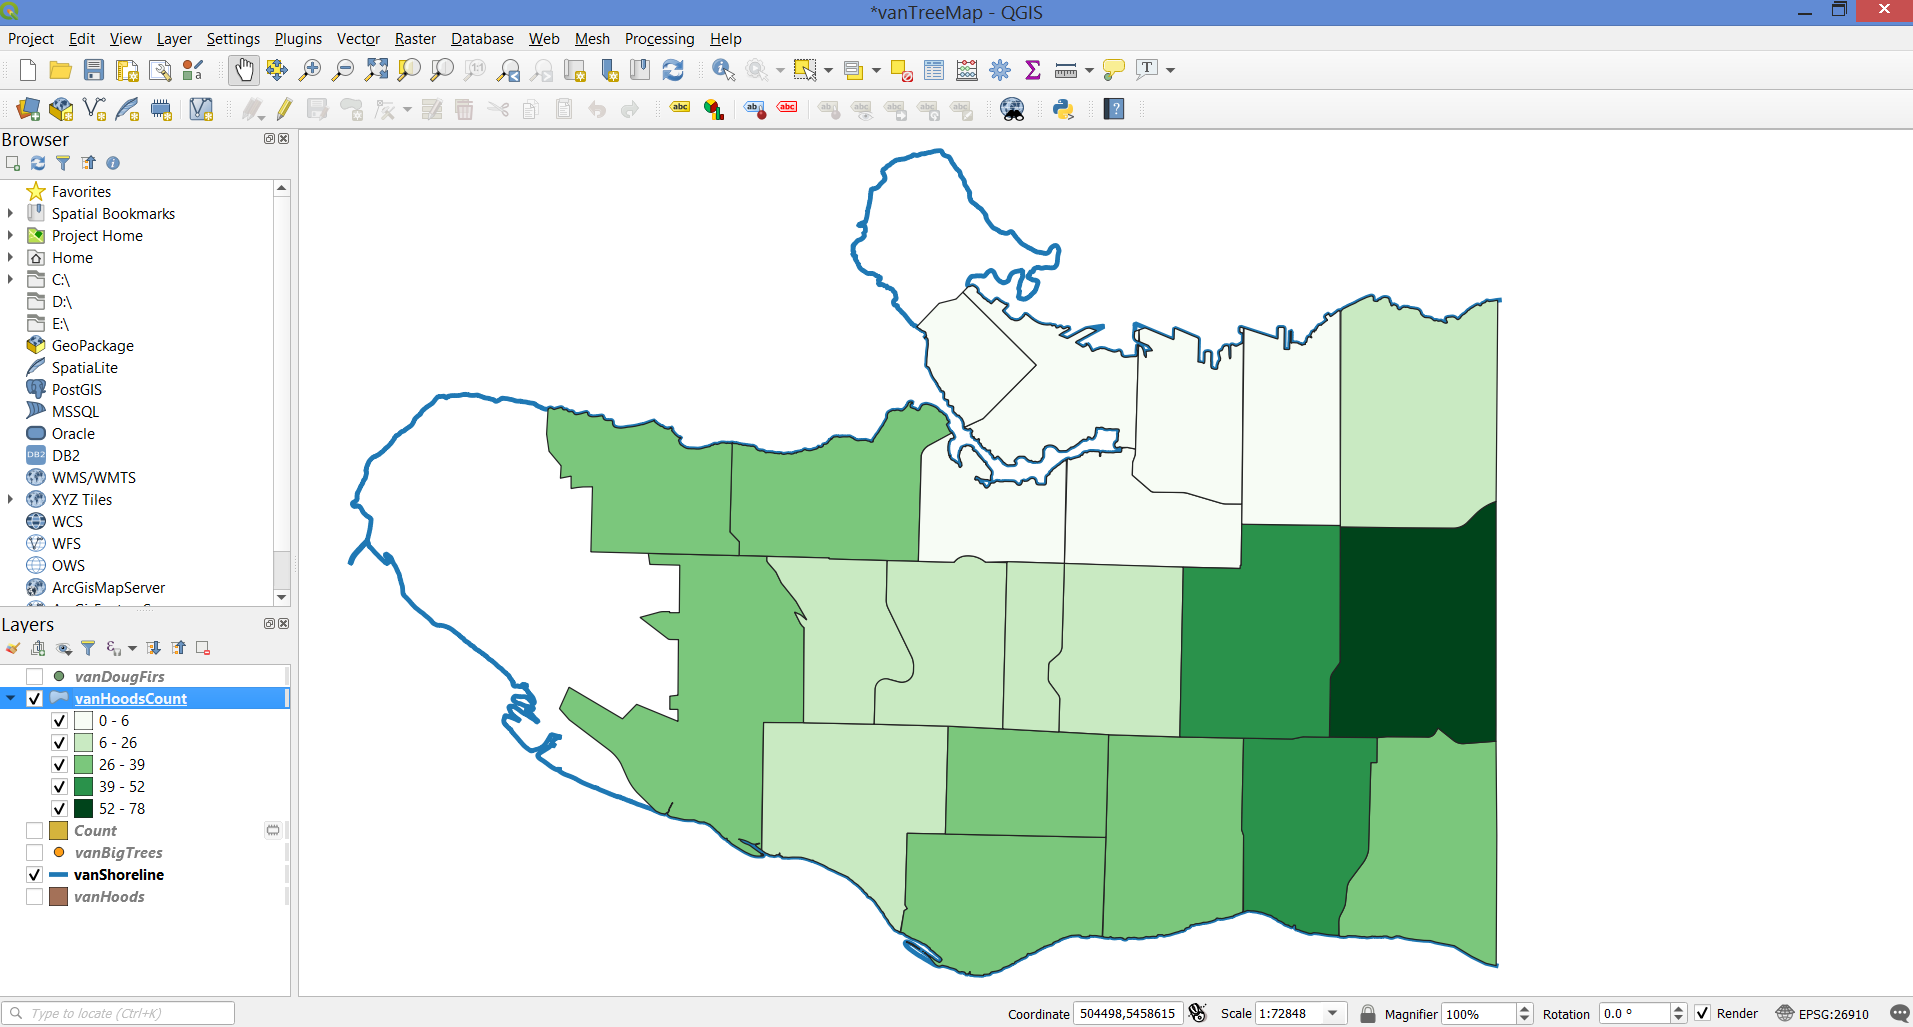 *vanTreeMap - QGIS
Project Edit View Layer Settings Plugins Vector Raster Database Web Mesh Processing Help
Browser
Favorites
Spatial Bookmarks
Project Home
Home
C:\
D:\
E:\
GeoPackage
SpatiaLite
PostGIS
MSSQL
Oracle
DB2
WMS/WMTS
XYZ Tiles
WCS
WFS
OWS
ArcGisMapServer
Layers
vanDougFirs
vanHoodsCount
0 - 6
6 - 26
26 - 39
39 - 52
52 - 78
Count
vanBigTrees
vanShoreline
vanHoods
Type to locate (Ctrl+K) Coordinate 504498,5458615 Scale 1:72848 Magnifier 100% Rotation 0.0 ° Render EPSG:26910